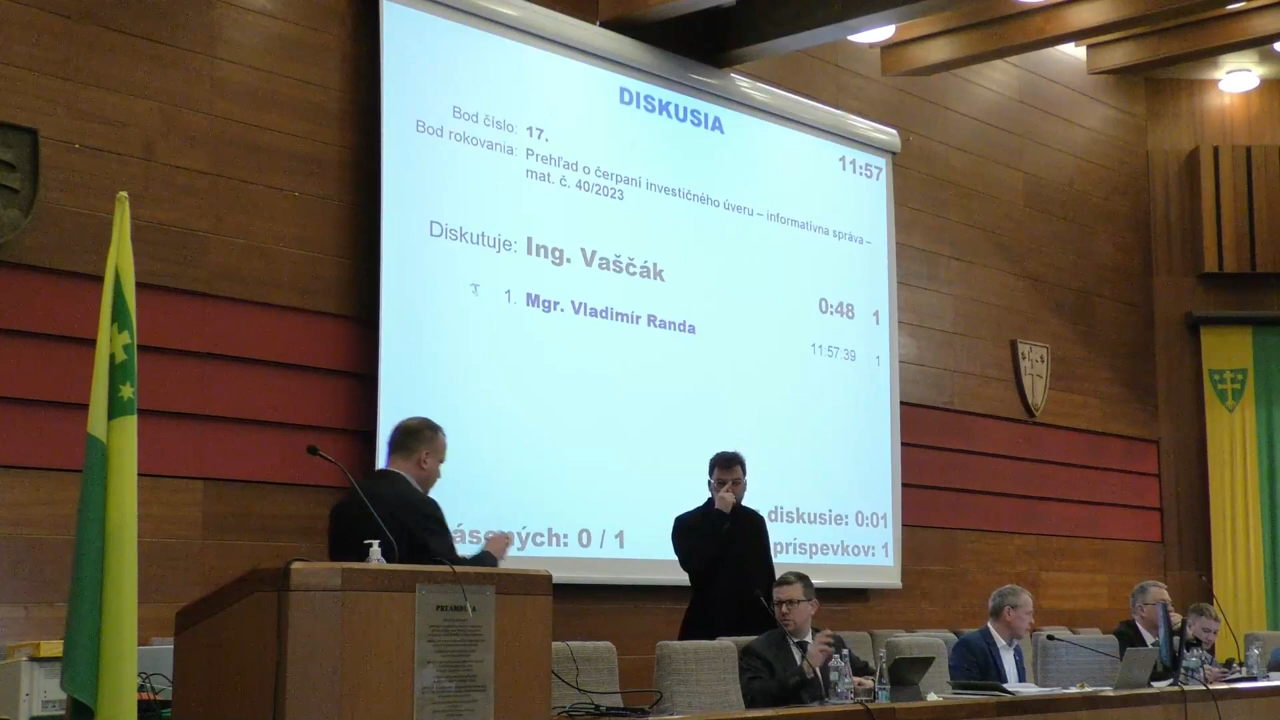 DISKUSIA
11:57
Bod číslo: 17.
Bod rokovania: Prehľad o čerpaní investičného úveru – informatívna správa –
mat. č. 40/2023
Diskutuje: Ing. Vaščák 0:48 1
1. Mgr. Vladimír Randa 11:57:39 1
diskusie: 0:01
ných: 0 / 1
príspevkov: 1
PREAMBULA